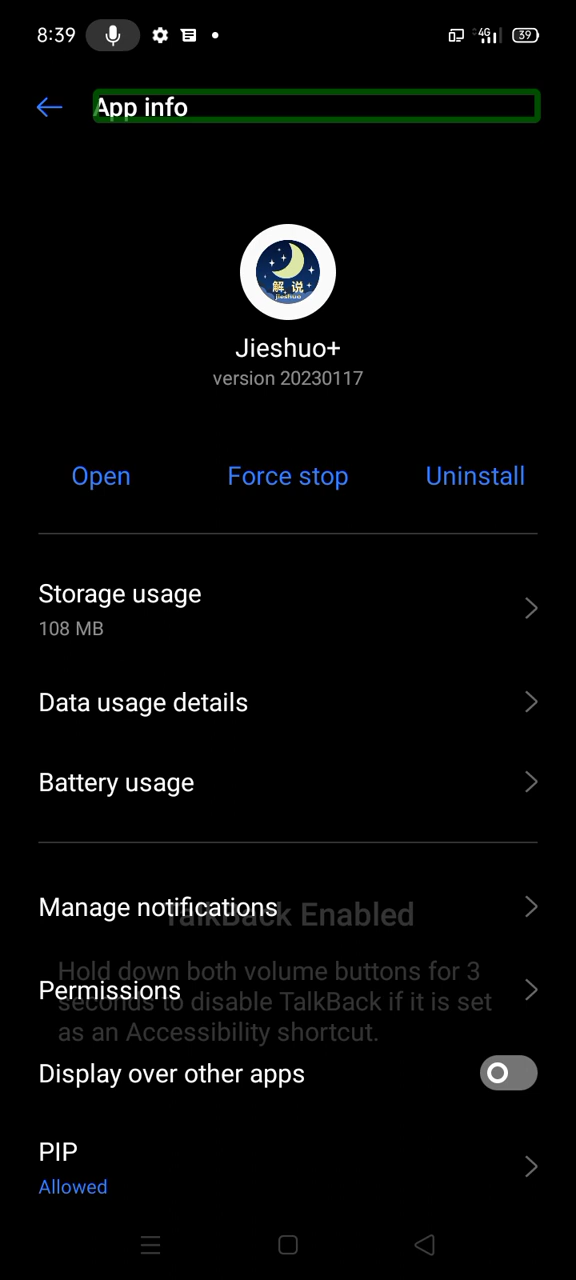 8:39
4G
39
App info
解 说
jieshuo
Jieshuo+
version 20230117
Open
Force stop
Uninstall
Storage usage
108 MB
Data usage details
Battery usage
Manage notifications
TalkBack Enabled
Hold down both volume buttons for 3
Permissions
seconds to disable TalkBack if it is set
as an Accessibility shortcut.
Display over other apps
PIP
Allowed